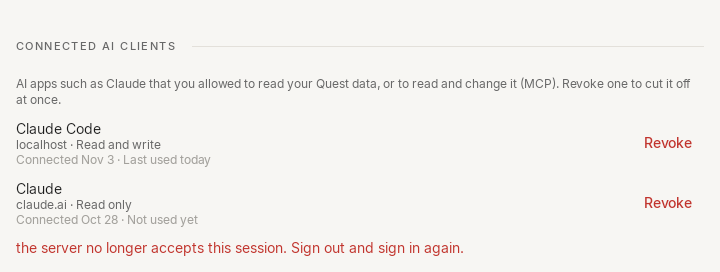 CONNECTED AI CLIENTS
AI apps such as Claude that you allowed to read your Quest data, or to read and change it (MCP). Revoke one to cut it off
at once.
Claude Code
localhost · Read and write
Connected Nov 3 · Last used today
Revoke
Claude
claude.ai · Read only
Connected Oct 28 · Not used yet
Revoke
the server no longer accepts this session. Sign out and sign in again.